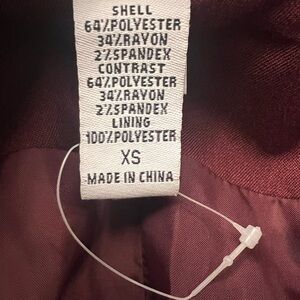 SHELL
64%POLYESTER
34%RAYON
2%SPANDEX
CONTRAST
64%POLYESTER
34%RAYON
2%SPANDEX
LINING
100%POLYESTER
XS
MADE IN CHINA